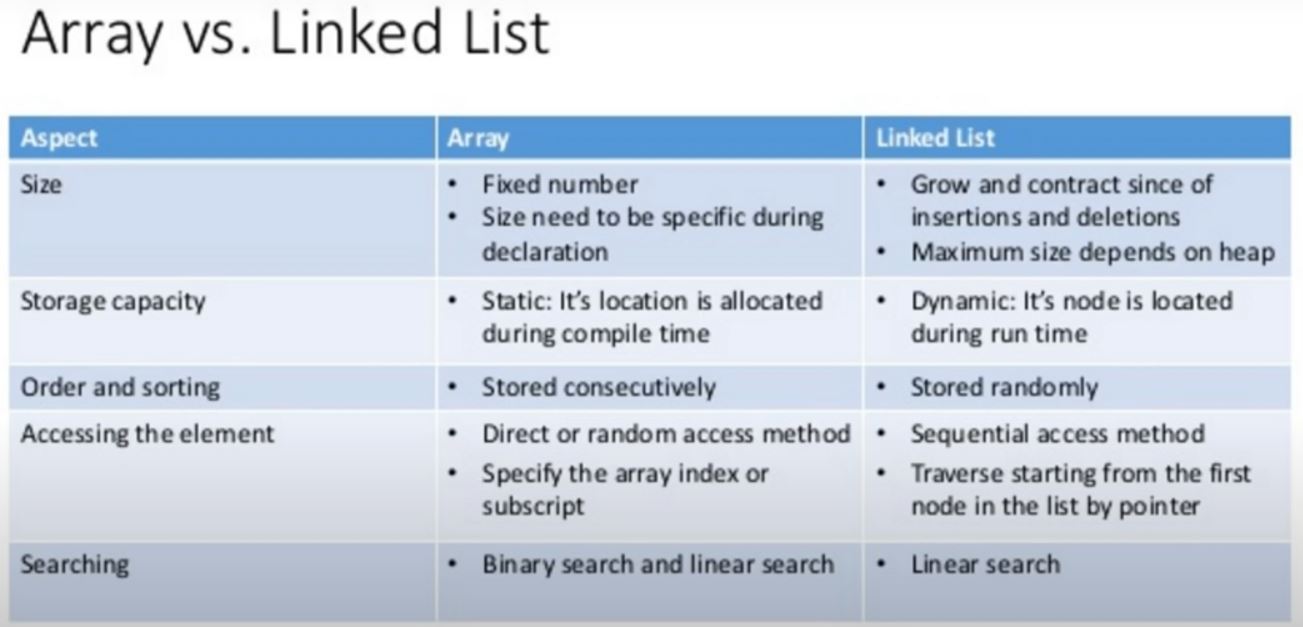 Array vs. Linked List
Aspect
Array
Linked List
Size
• Fixed number
• Size need to be specific during
declaration
• Grow and contract since of
insertions and deletions
• Maximum size depends on heap
Storage capacity
• Static: It's location is allocated
during compile time
• Dynamic: It's node is located
during run time
Order and sorting
• Stored consecutively
• Stored randomly
Accessing the element
• Direct or random access method
• Specify the array index or
subscript
• Sequential access method
• Traverse starting from the first
node in the list by pointer
Searching
• Binary search and linear search
• Linear search